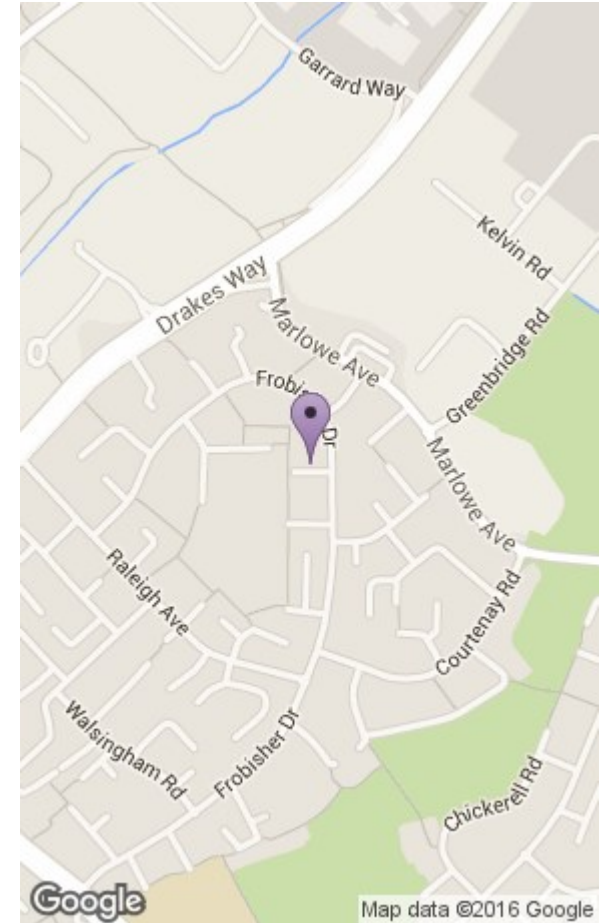 Garrard Way
Kelvin Rd
Drakes Way
Marlowe Ave
Greenbridge Rd
Dr
Marlowe Ave
Raleigh Ave
Courtenay Rd
Walsingham Rd
Frobisher Dr
Chickerell Rd
Google
Map data ©2016 Google